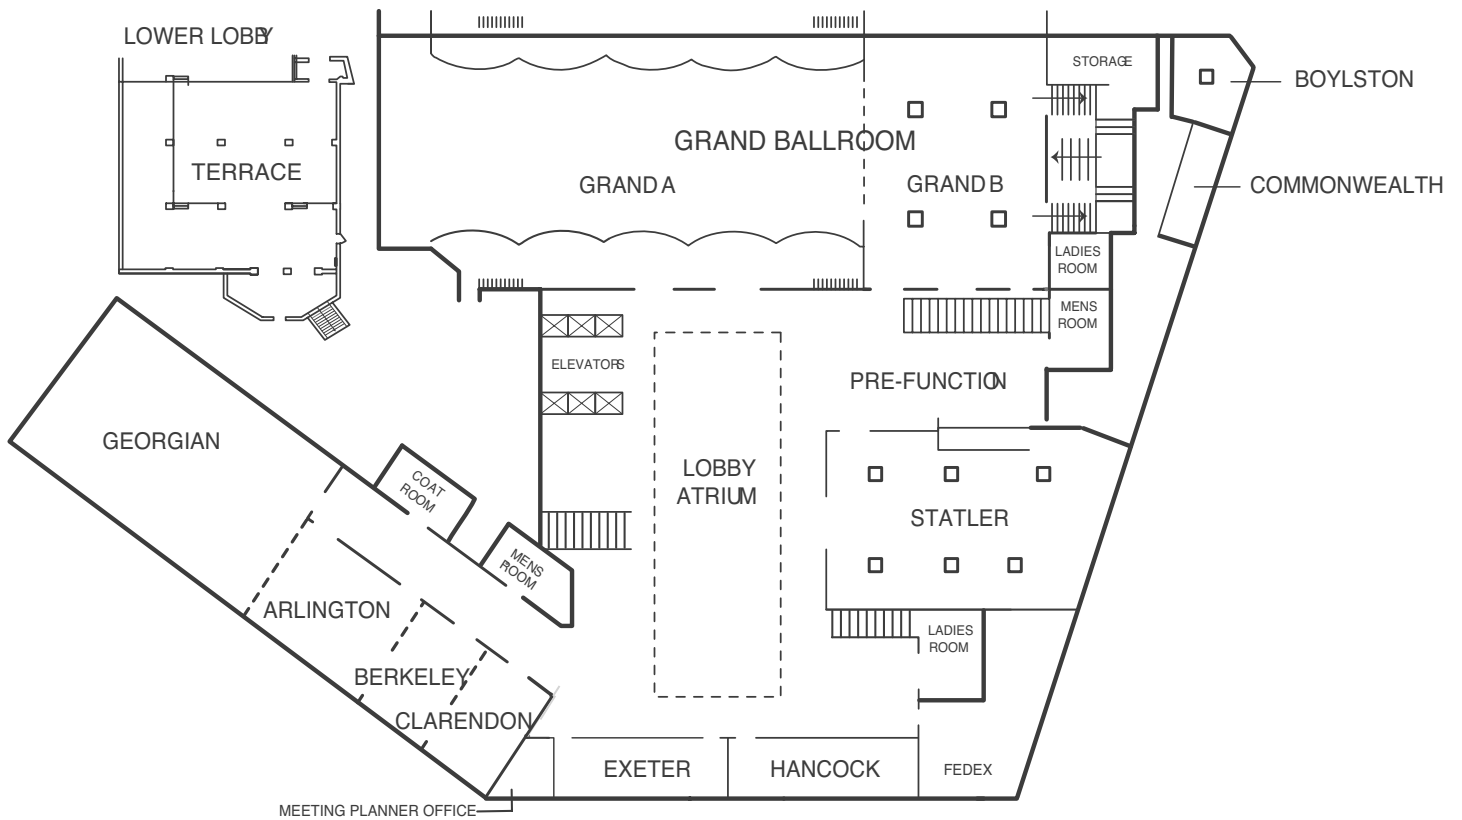 LOWER LOBBY
STORAGE
BOYLSTON
GRAND BALLROOM
TERRACE
GRAND A
GRAND B
COMMONWEALTH
LADIES
ROOM
MENS
ROOM
ELEVATORS
PRE-FUNCTION
GEORGIAN
LOBBY
ATRIUM
COAT
ROOM
STATLER
MENS
ROOM
ARLINGTON
LADIES
ROOM
BERKELEY
CLARENDON
EXETER
HANCOCK
FEDEX
MEETING PLANNER OFFICE